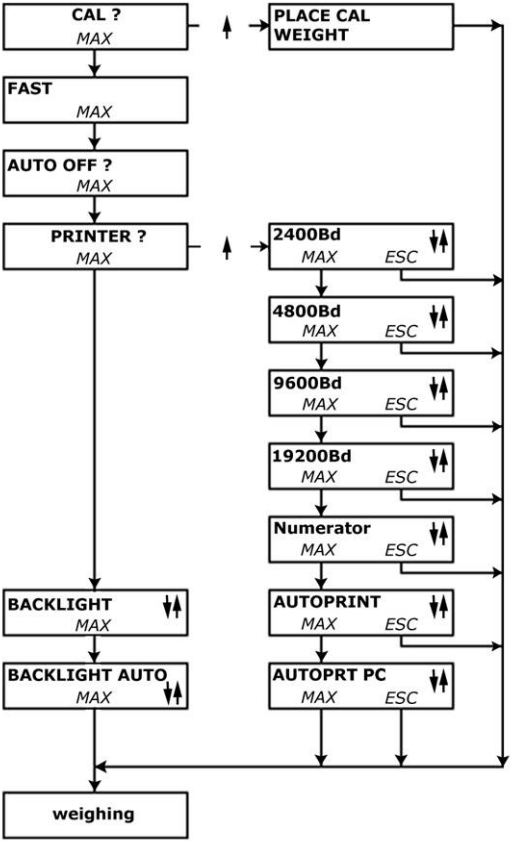 CAL ?
MAX
PLACE CAL
WEIGHT
FAST
MAX
AUTO OFF ?
MAX
PRINTER ?
MAX
2400Bd
MAX ESC
4800Bd
MAX ESC
9600Bd
MAX ESC
19200Bd
MAX ESC
Numerator
MAX ESC
BACKLIGHT
MAX
AUTOPRINT
MAX ESC
BACKLIGHT AUTO
MAX
AUTOPRT PC
MAX ESC
weighing